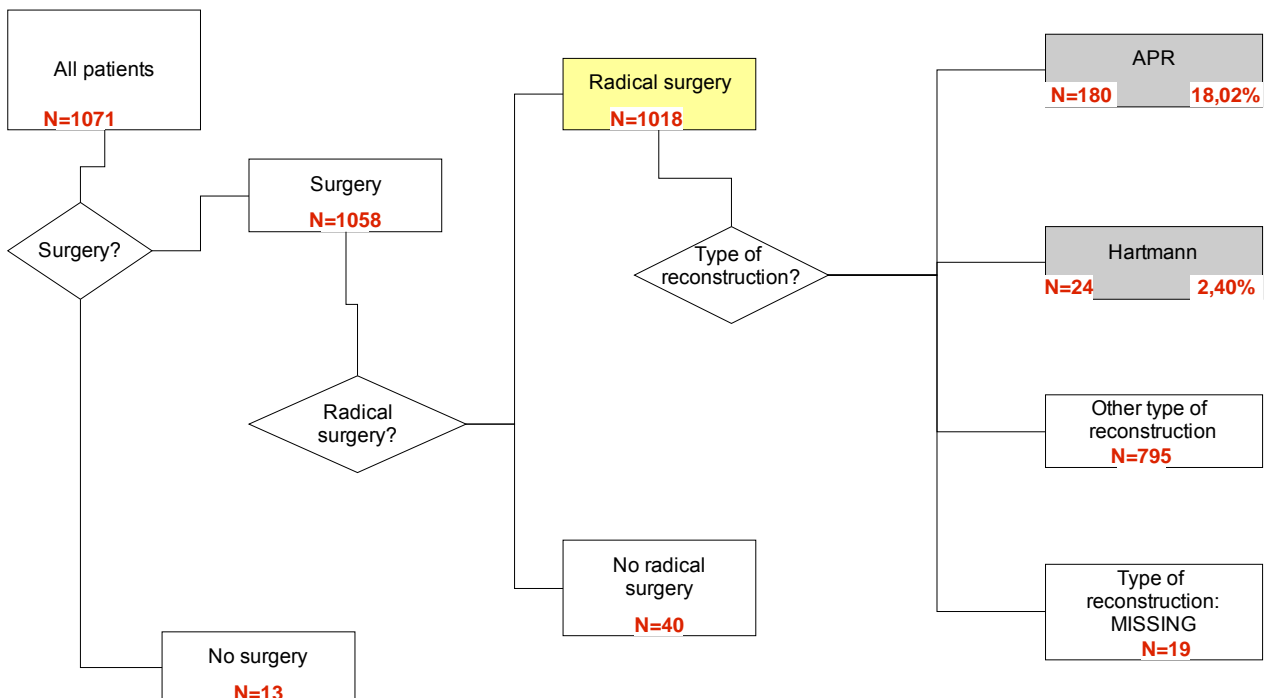 All patients
N=1071
Surgery?
Surgery
N=1058
Radical
surgery?
No surgery
N=13
Radical surgery
N=1018
Type of
reconstruction?
No radical
surgery
N=40
APR
N=180 18,02%
Hartmann
N=24 2,40%
Other type of
reconstruction
N=795
Type of
reconstruction:
MISSING
N=19